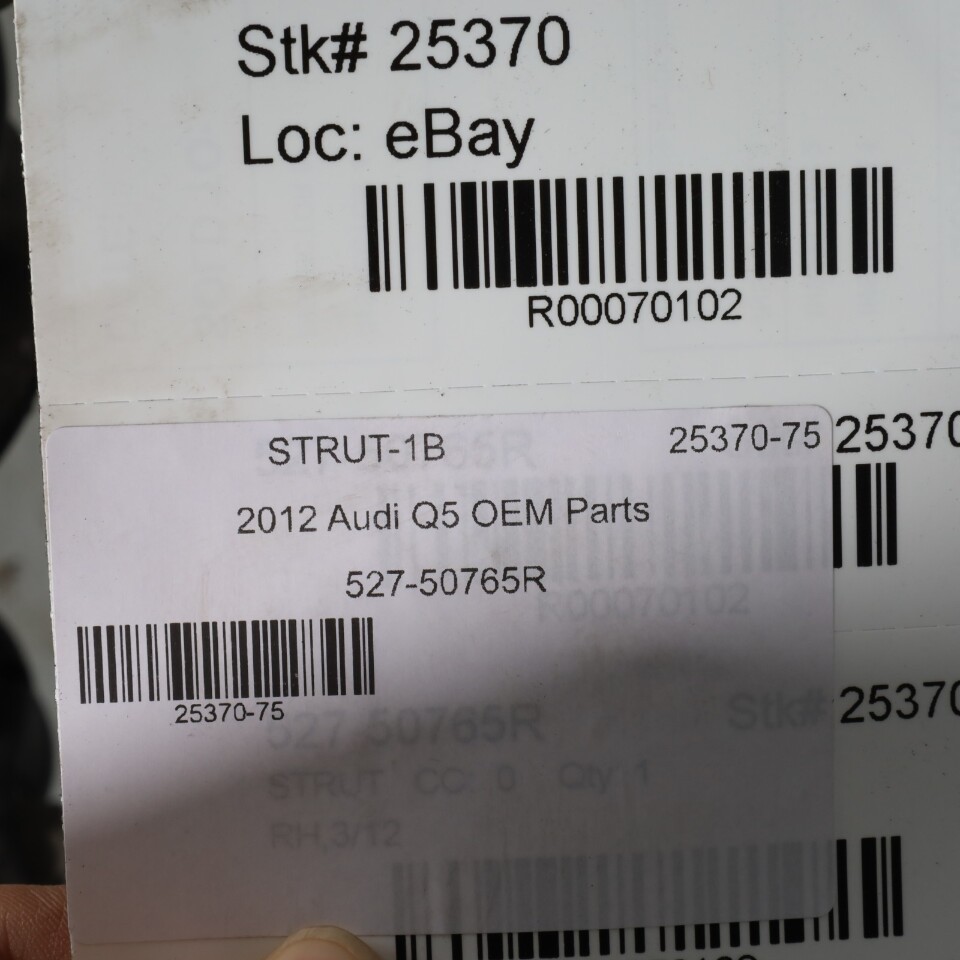 Stk# 25370
Loc: eBay
R00070102
STRUT-1B 25370-75 25370
2012 Audi Q5 OEM Parts
527-50765R
R00070102
25370-75
527-50765R Stk# 25370
STRUT CC: 0 Qty 1
RH,3/12